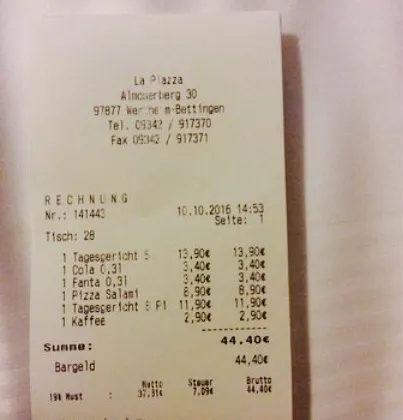 La Piazza
Almoserberg 30
97877 Wertheim-Bettingen
Tel. 09342 / 917370
Fax 09342 / 917371
RECHNUNG
Nr.: 141443 10.10.2016 14:53
Seite: 1
Tisch: 28
1 Tagesgericht 5 13,90€ 13,90€
1 Cola 0,3l 3,40€ 3,40€
1 Fanta 0,3l 3,40€ 3,40€
1 Pizza Salami 8,90€ 8,90€
1 Tagesgericht 8 Pi 11,90€ 11,90€
1 Kaffee 2,90€ 2,90€
Summe: 44,40€
Bargeld 44,40€
Netto Steuer Brutto
19% Mwst : 37,31€ 7,09€ 44,40€